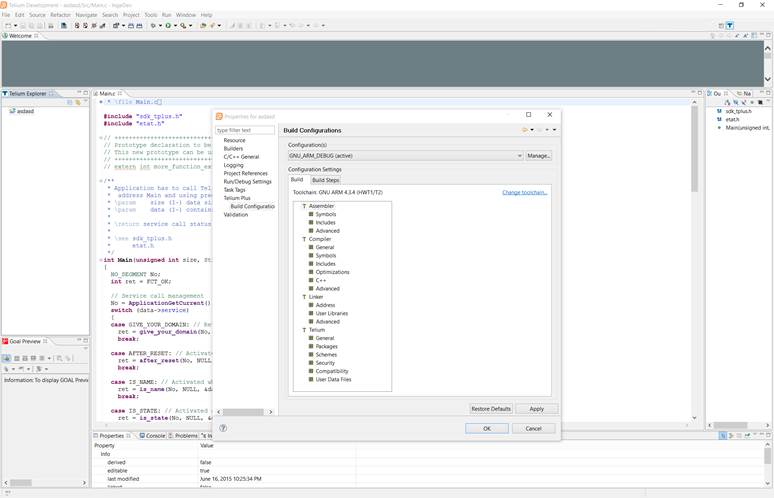 Telium Development - asdasd/Src/Main.c - IngeDev
File Edit Source Refactor Navigate Search Project Tools Run Window Help
Welcome
Telium Explorer
asdasd
Main.c
* \file Main.c
#include "sdk_tplus.h"
#include "etat.h"
// Prototype declaration to be
// This new prototype can be u
// extern int more_function_ex
/**
* Application has to call Tel
* address Main and using pre
* \param size (I-) data siz
* \param data (I-) contain
*
* \return service call status
*
* \see sdk_tplus.h
* etat.h
*/
int Main(unsigned int size, St
{
NO_SEGMENT No;
int ret = FCT_OK;
// Service call management
No = ApplicationGetCurrent()
switch (data->service)
{
case GIVE_YOUR_DOMAIN: // Re
ret = give_your_domain(No,
break;
case AFTER_RESET: // Activat
ret = after_reset(No, NULL
break;
case IS_NAME: // Activated w
ret = is_name(No, NULL, &d
break;
case IS_STATE: // Activated
ret = is_state(No, NULL, &
Properties for asdasd
type filter text
Resource
Builders
C/C++ General
Logging
Project References
Run/Debug Settings
Task Tags
Telium Plus
Build Configuratio
Validation
Build Configurations
Configuration(s)
GNU_ARM_DEBUG (active)
Manage...
Configuration Settings
Build
Build Steps
Toolchain: GNU ARM 4.3.4 (HWT1/T2)
Change toolchain...
Assembler
Symbols
Includes
Advanced
Compiler
General
Symbols
Includes
Optimizations
C++
Advanced
Linker
Address
User Libraries
Advanced
Telium
General
Packages
Schemes
Security
Compatibility
User Data Files
Restore Defaults
Apply
OK
Cancel
Ou
Na
sdk_tplus.h
etat.h
Main(unsigned int,
Goal Preview
Information: To display GOAL Previe
Properties
Console
Problems
Property Value
Info
derived false
editable true
last modified June 16, 2015 10:25:34 PM